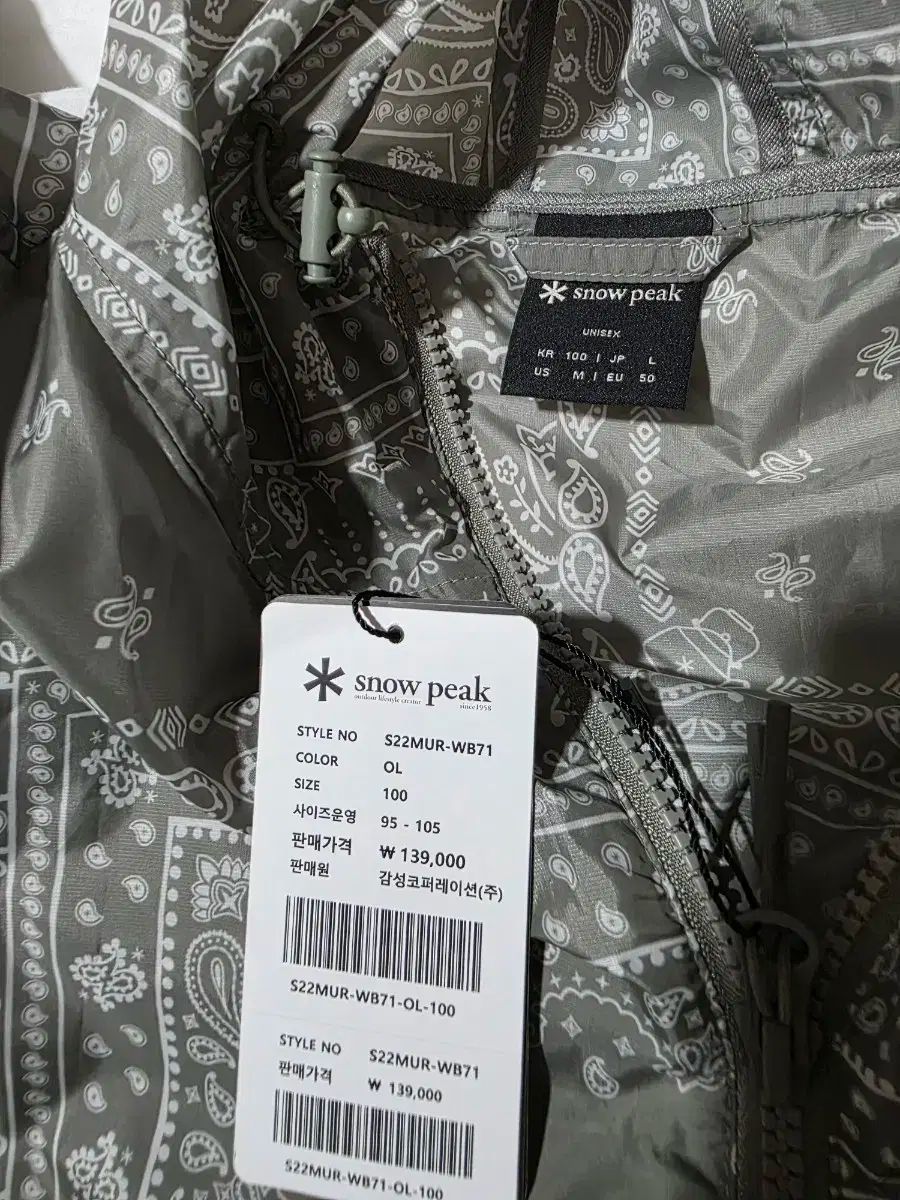 snow peak
UNISEX
KR 100 | JP L
US M | EU 50
snow peak
outdoor lifestyle creator since 1958
STYLE NO S22MUR-WB71
COLOR OL
SIZE 100
사이즈운영 95 - 105
판매가격 ₩ 139,000
판매원 감성코퍼레이션(주)
S22MUR-WB71-OL-100
STYLE NO S22MUR-WB71
판매가격 ₩ 139,000
S22MUR-WB71-OL-100